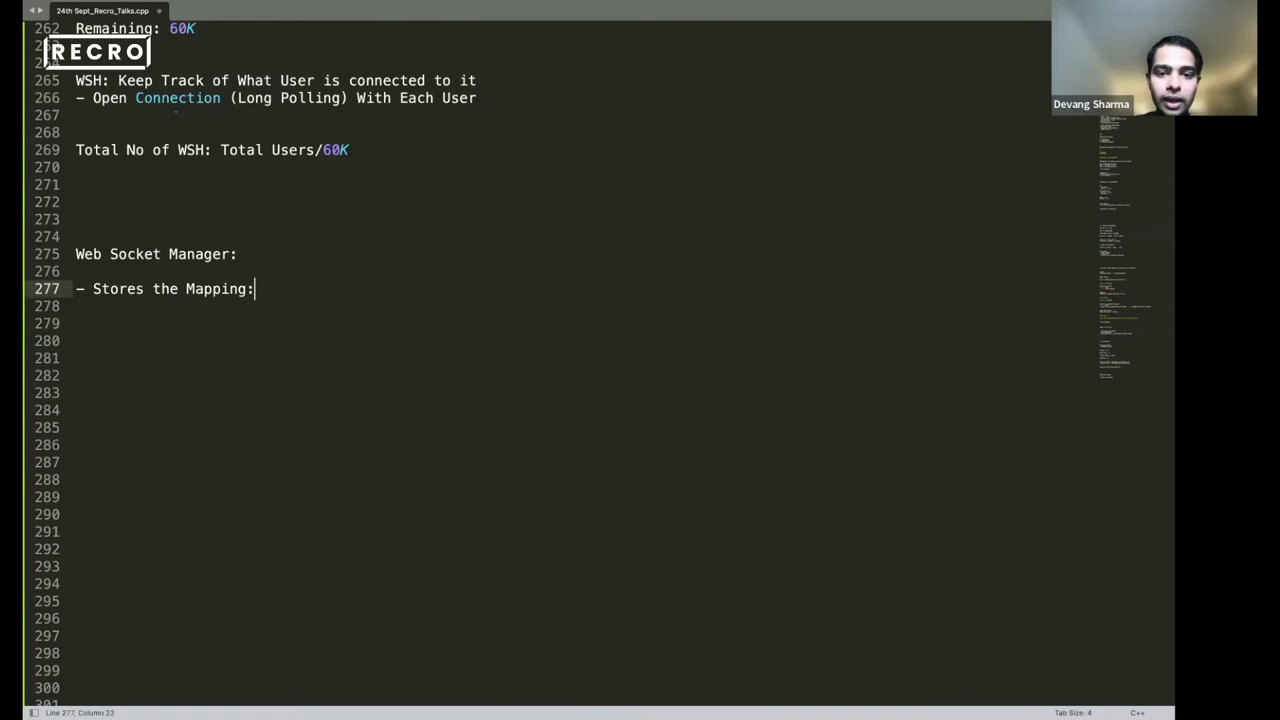 24th Sept_Recro_Talks.cpp
262 Remaining: 60K
RECRO
265 WSH: Keep Track of What User is connected to it
266 - Open Connection (Long Polling) With Each User
267
268
269 Total No of WSH: Total Users/60K
270
271
272
273
274
275 Web Socket Manager:
276
277 - Stores the Mapping:
278
279
280
281
282
283
284
285
286
287
288
289
290
291
292
293
294
295
296
297
298
299
300
301
Devang Sharma
Line 277, Column 22
Tab Size: 4
C++